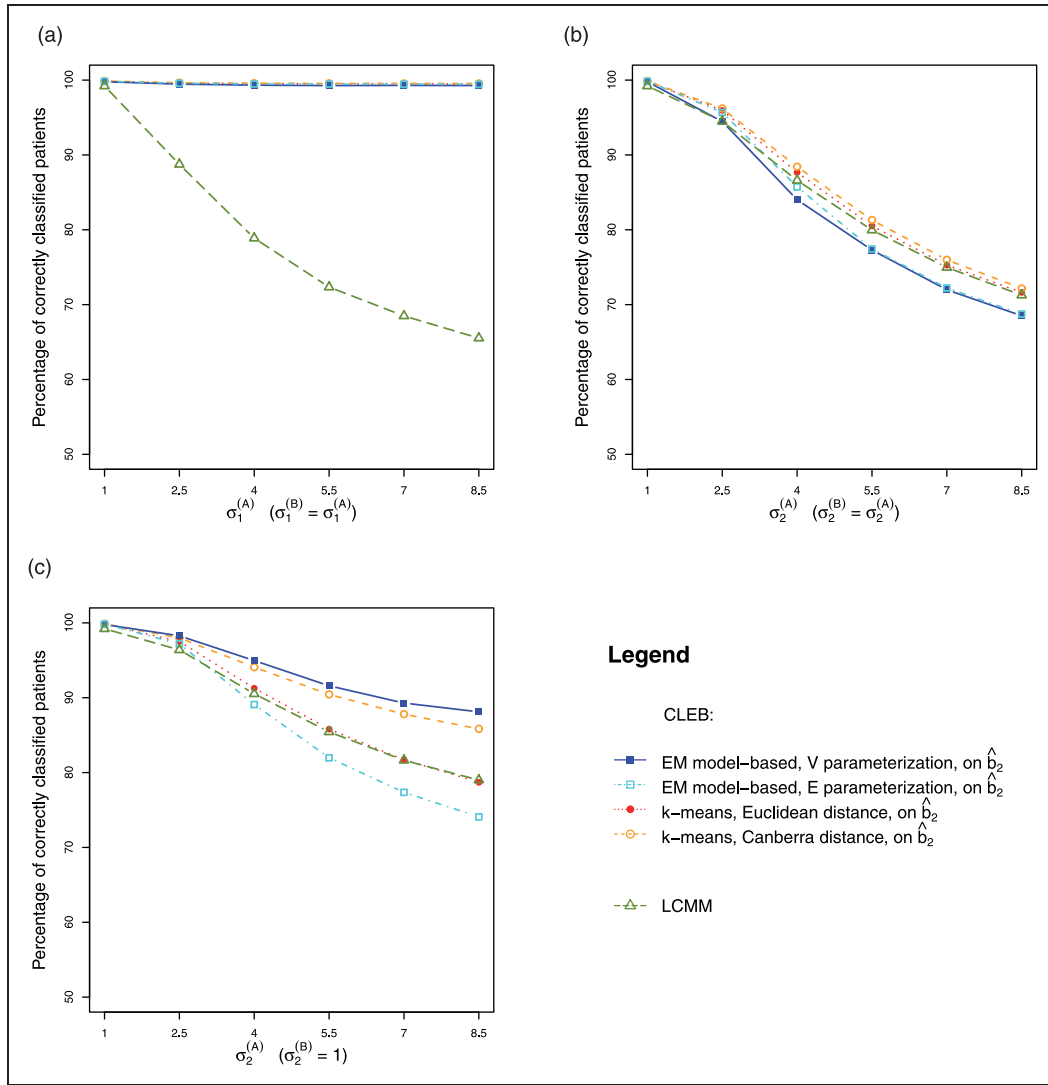 (a)
Percentage of correctly classified patients
100
90
80
70
60
50
1 2.5 4 5.5 7 8.5
σ₁⁽ᴬ⁾ (σ₁⁽ᴮ⁾ = σ₁⁽ᴬ⁾)
(b)
Percentage of correctly classified patients
100
90
80
70
60
50
1 2.5 4 5.5 7 8.5
σ₂⁽ᴬ⁾ (σ₂⁽ᴮ⁾ = σ₂⁽ᴬ⁾)
(c)
Percentage of correctly classified patients
100
90
80
70
60
50
1 2.5 4 5.5 7 8.5
σ₂⁽ᴬ⁾ (σ₂⁽ᴮ⁾ = 1)
Legend
CLEB:
EM model−based, V parameterization, on b̂₂
EM model−based, E parameterization, on b̂₂
k−means, Euclidean distance, on b̂₂
k−means, Canberra distance, on b̂₂
LCMM